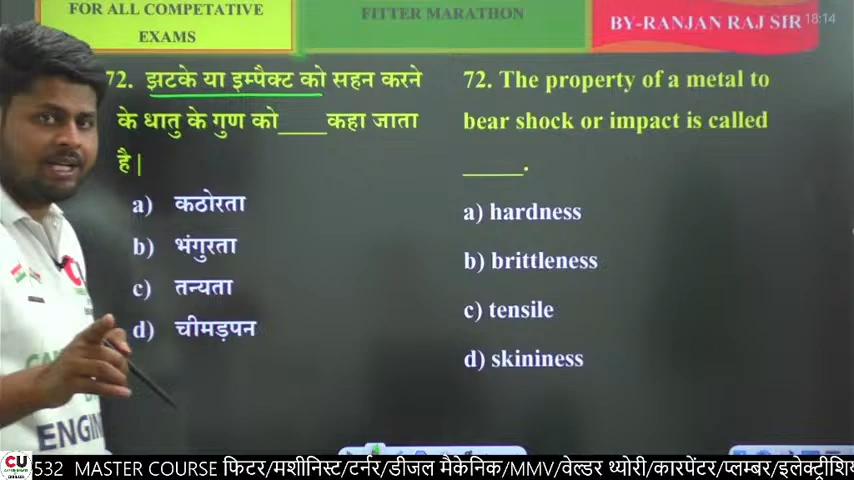 FOR ALL COMPETATIVE
EXAMS
FITTER MARATHON
BY-RANJAN RAJ SIR
18:14
72. झटके या इम्पैक्ट को सहन करने
के धातु के गुण को____कहा जाता
है|
a) कठोरता
b) भंगुरता
c) तन्यता
d) चीमड़पन
72. The property of a metal to
bear shock or impact is called
_____.
a) hardness
b) brittleness
c) tensile
d) skininess
ENGIN
CU
532 MASTER COURSE फिटर/मशीनिस्ट/टर्नर/डीजल मैकेनिक/MMV/वेल्डर थ्योरी/कारपेंटर/प्लम्बर/इलेक्ट्रीशि